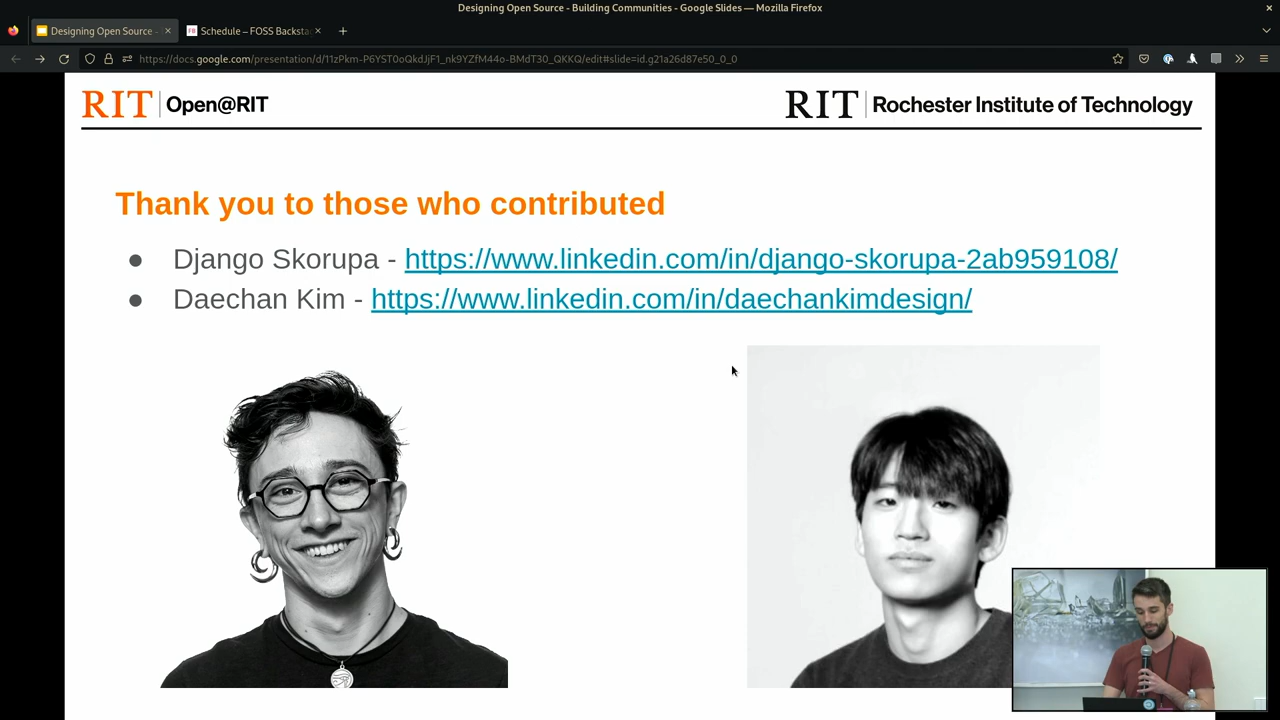 Designing Open Source - Building Communities - Google Slides — Mozilla Firefox
Designing Open Source -
Schedule – FOSS Backsta
https://docs.google.com/presentation/d/11zPkm-P6YST0oQkdJjF1_nk9YZfM44o-BMdT30_QKKQ/edit#slide=id.g21a26d87e50_0_0
RIT | Open@RIT
RIT | Rochester Institute of Technology
Thank you to those who contributed
● Django Skorupa - https://www.linkedin.com/in/django-skorupa-2ab959108/
● Daechan Kim - https://www.linkedin.com/in/daechankimdesign/